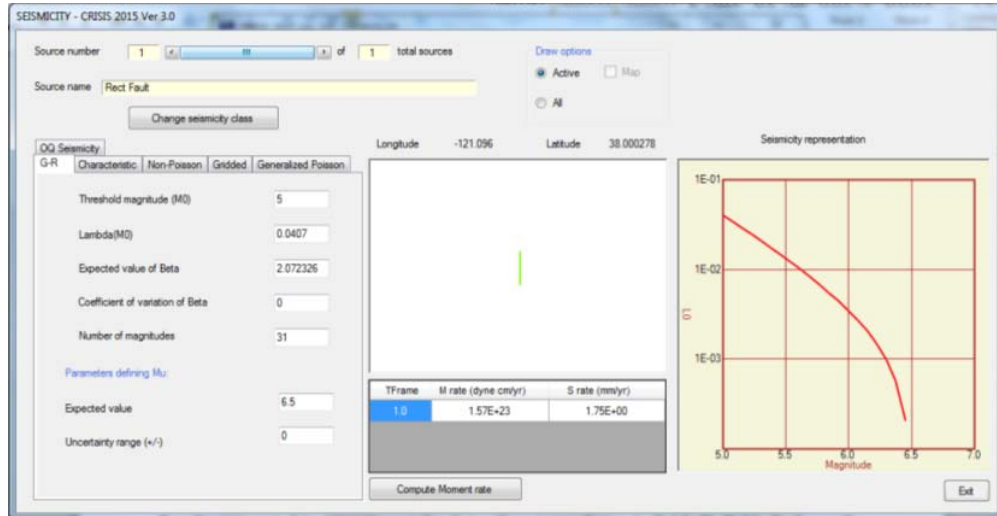 SEISMICITY - CRISIS 2015 Ver 3.0
Source number 1 of 1 total sources
Source name Rect Fault
Change seismicity class
Draw options
Active Map
All
OQ Seismicity
G-R Characteristic Non-Poisson Gridded Generalized Poisson
Threshold magnitude (M0) 5
Lambda(M0) 0.0407
Expected value of Beta 2.072326
Coefficient of variation of Beta 0
Number of magnitudes 31
Parameters defining Mu:
Expected value 6.5
Uncertainty range (+/-) 0
Longitude -121.096 Latitude 38.000278
TFrame M rate (dyne cm/yr) S rate (mm/yr)
1.0 1.57E+23 1.75E+00
Compute Moment rate
Seismicity representation
1E-01
1E-02
1E-03
5.0 5.5 6.0 6.5 7.0
Magnitude
Exit